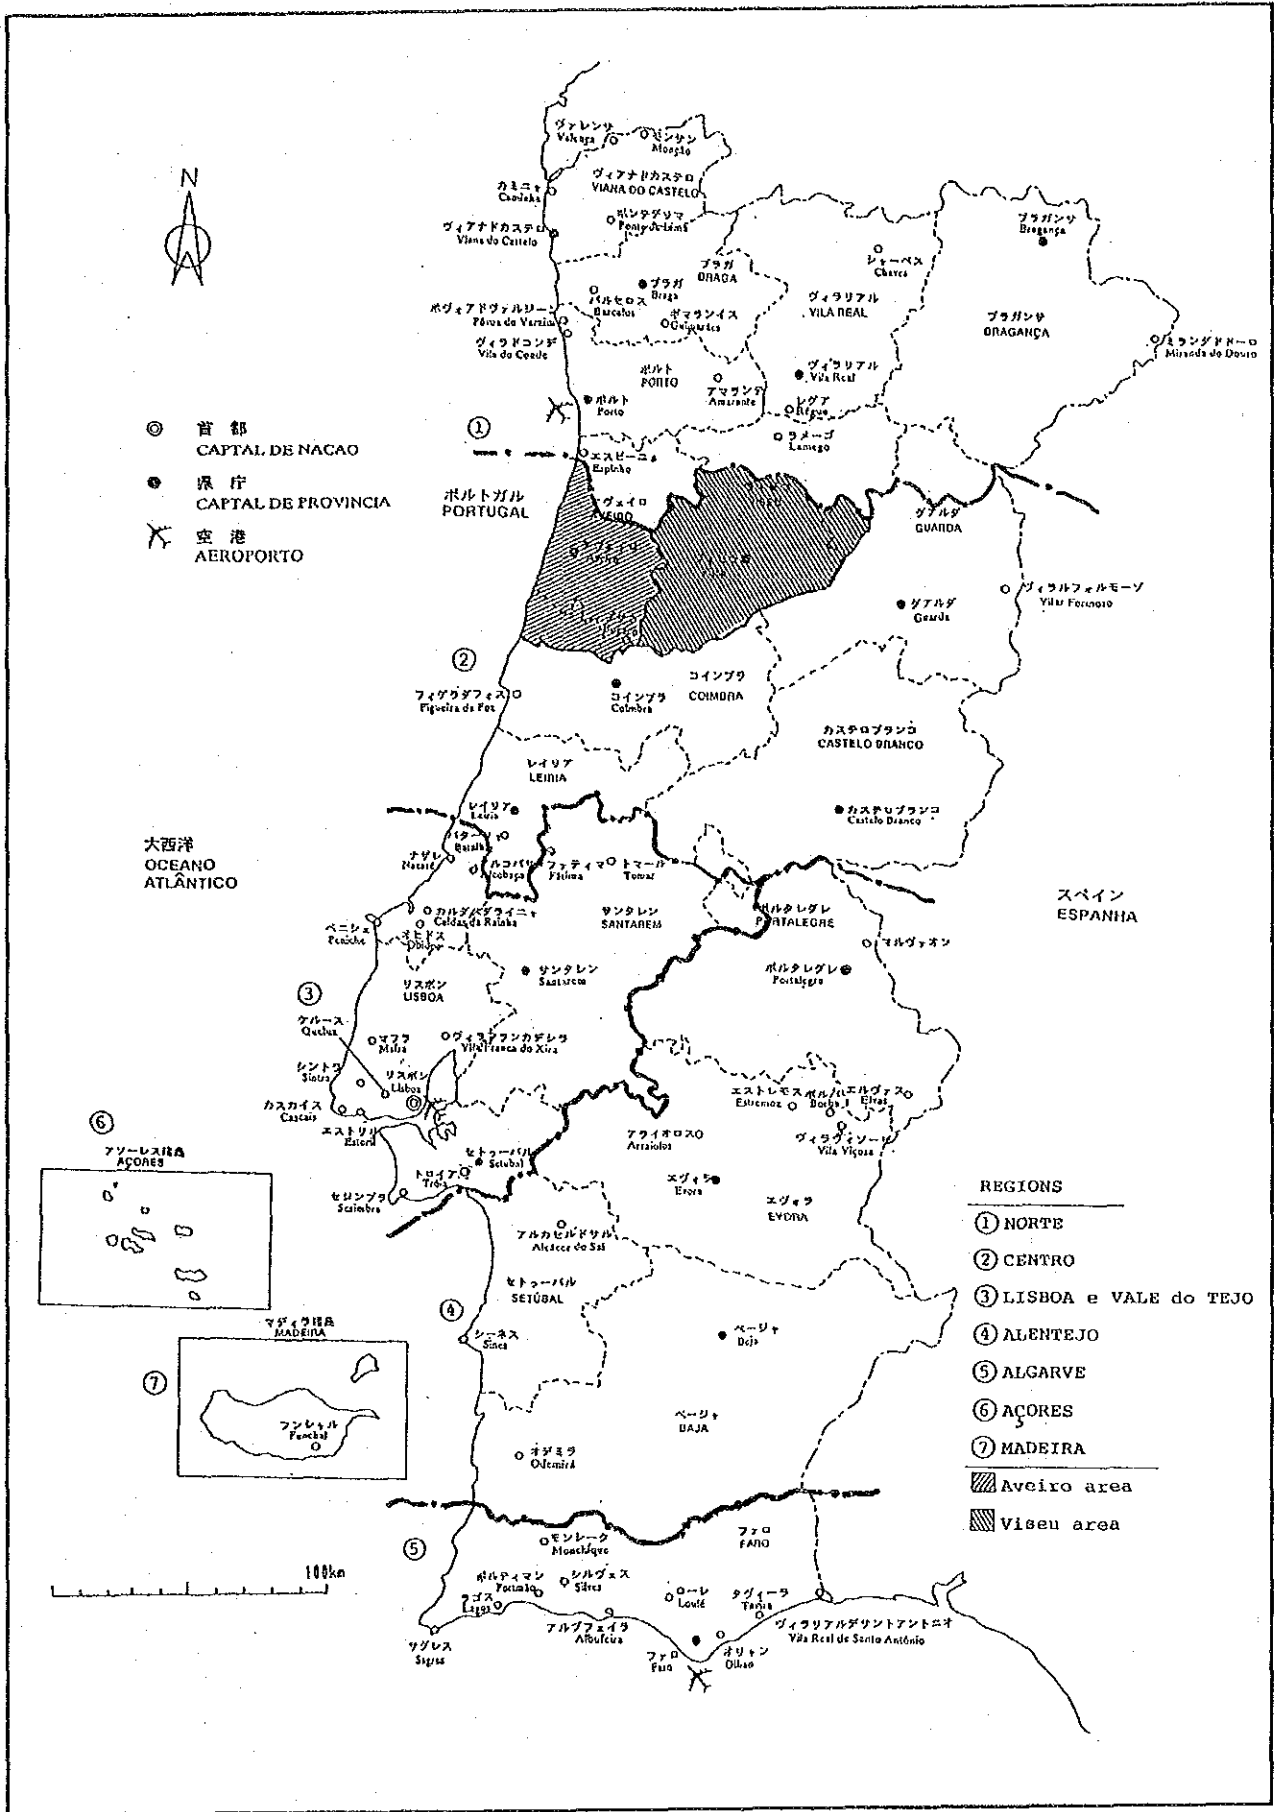 N
ヴァレンサ
Valença
モンサン
Monção
ヴィアナドカステロ
VIANA DO CASTELO
カミニャ
Caminha
ポンテデリマ
Ponte de Lima
ヴィアナドカステロ
Viana do Castelo
ブラガンサ
Bragança
シャーベス
Chaves
ブラガ
BRAGA
ブラガ
Braga
バルセロス
Barcelos
ヴィラリアル
VILA REAL
ブラガンサ
BRAGANÇA
ポヴォアドヴァルジーン
Póvoa do Varzim
Guimarães
ヴィラドコンデ
Vila do Conde
ミランダドドーロ
Miranda do Douro
ポルト
PORTO
アマランテ
Amarante
ヴィラリアル
Vila Real
ポルト
Porto
レグア
Régua
ラメーゴ
Lamego
◎ 首都
CAPTAL DE NACAO
● 県庁
CAPTAL DE PROVINCIA
空港
AEROPORTO
①
エスピーニョ
Espinho
ポルトガル
PORTUGAL
グアルダ
GUARDA
ヴィラルフォルモーゾ
Vilar Formoso
グアルダ
Guarda
②
コインブラ
COIMBRA
フィゲラダフォス
Figueira da Foz
コインブラ
Coimbra
カステロブランコ
CASTELO BRANCO
レイリア
LEIRIA
レイリア
Leiria
カステロブランコ
Castelo Branco
大西洋
OCEANO
ATLÂNTICO
ナザレ
Nazaré
ファティマ
Fátima
トマール
Tomar
スペイン
ESPANHA
カルダスダライニャ
Caldas da Rainha
サンタレン
SANTAREM
ポルタレグレ
PORTALEGRE
ペニシェ
Peniche
オビドス
Obidos
マルヴァオン
サンタレン
Santarem
ポルタレグレ
Portalegre
リスボン
LISBOA
③
ケルース
Queluz
マフラ
Mafra
ヴィラフランカデシラ
Vila Franca de Xira
シントラ
Sintra
リスボン
Lisboa
カスカイス
Cascais
エストリル
Estoril
エストレモス
Estremoz
Borba
エルヴァス
Elvas
アライオロス
Arraiolos
ヴィラヴィソーサ
Vila Viçosa
⑥
アソーレス諸島
AÇORES
セトゥーバル
Setubal
トロイア
Tróia
セジンブラ
Sesimbra
エヴィラ
Evora
エヴィラ
EVORA
アルカセルドサル
Alcácer do Sal
セトゥーバル
SETÚBAL
④
シーネス
Sines
ベージャ
Beja
マディラ諸島
MADEIRA
⑦
フンシャル
Funchal
ベージャ
BAJA
オデミラ
Odemira
REGIONS
① NORTE
② CENTRO
③ LISBOA e VALE do TEJO
④ ALENTEJO
⑤ ALGARVE
⑥ AÇORES
⑦ MADEIRA
Aveiro area
Viseu area
⑤
モンシーク
Monchique
ファロ
FARO
100km
ポルティマン
Portimão
シルヴェス
Silves
ラゴス
Lagos
ローレ
Loulé
タヴィーラ
Tavira
サグレス
Sagres
アルブフェイラ
Albufeira
ヴィラリアルデサントアントニオ
Vila Real de Santo António
ファロ
Faro
オリャン
Olhão